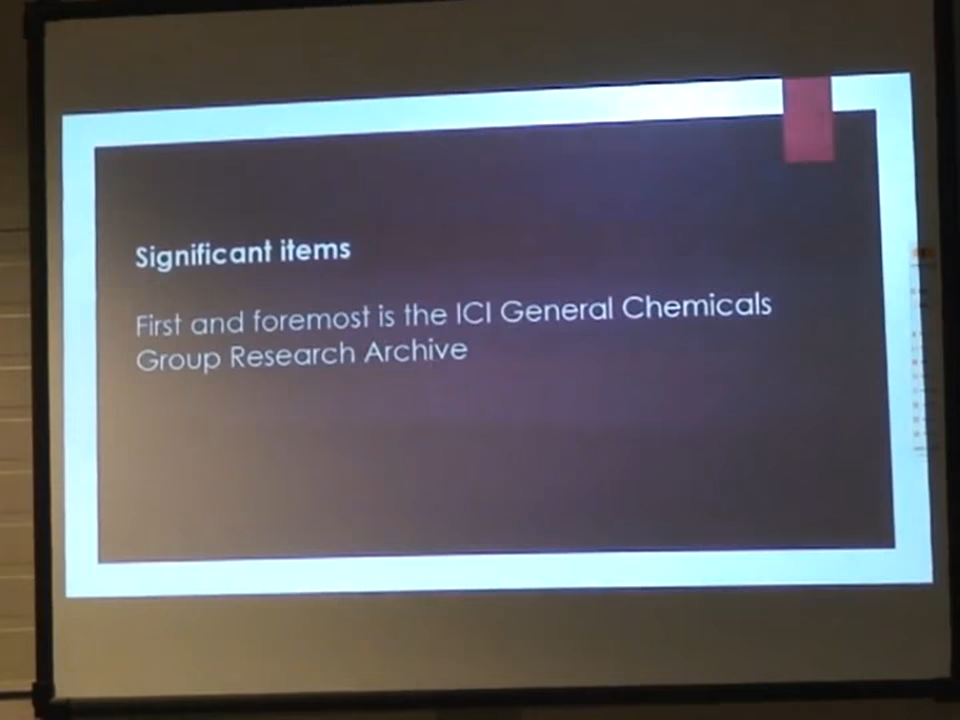 Significant items
First and foremost is the ICI General Chemicals
Group Research Archive